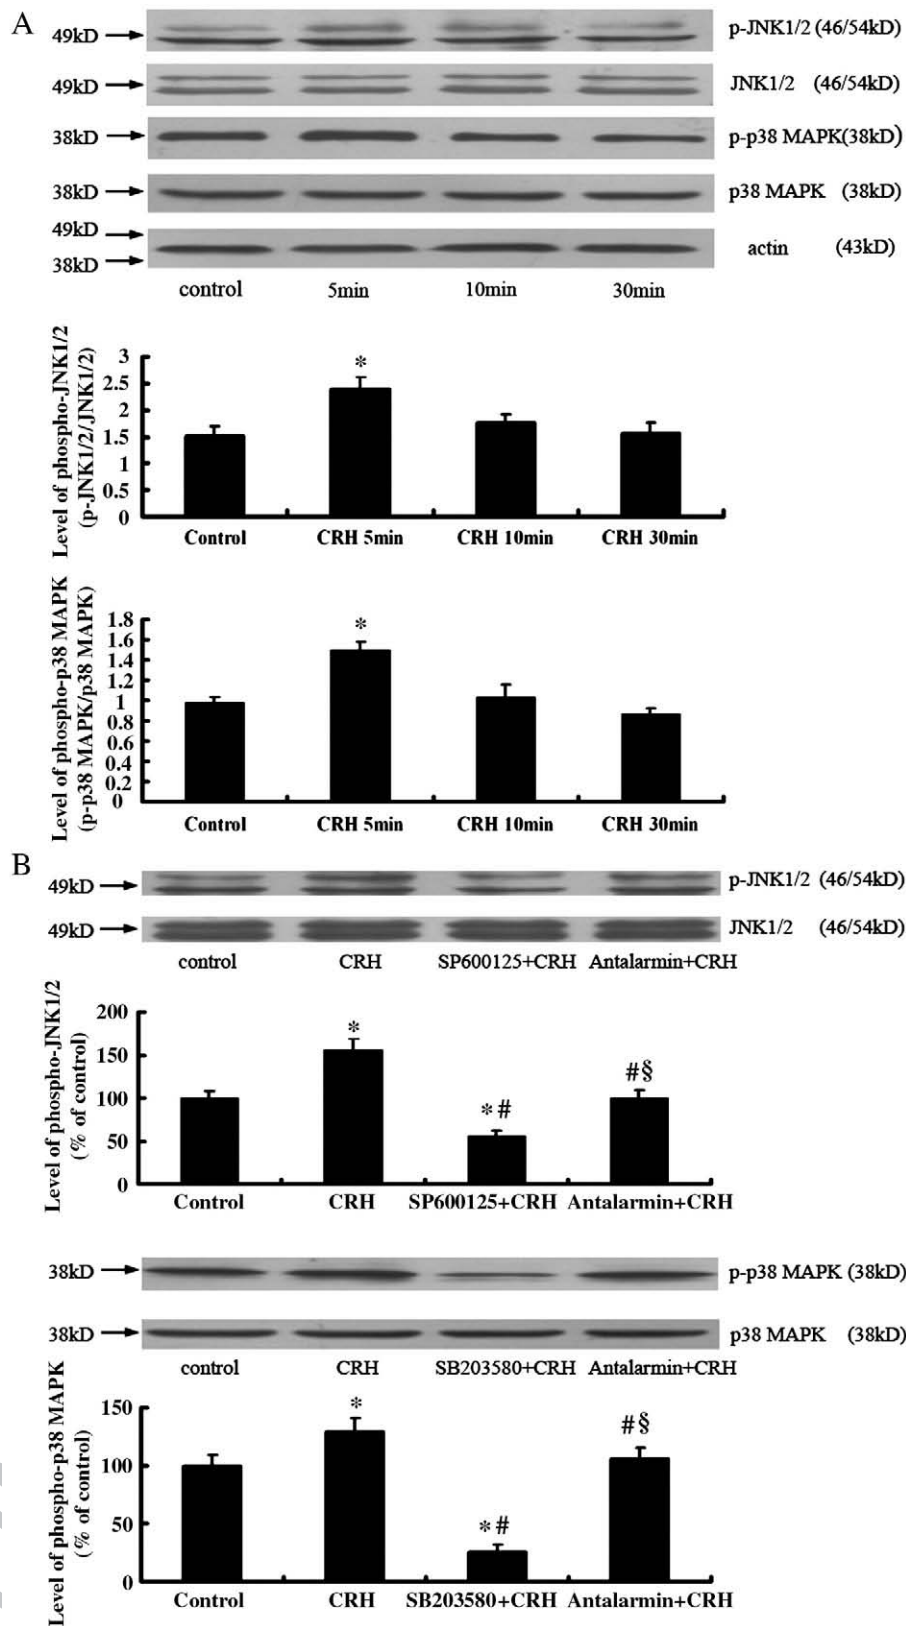 A
49kD p-JNK1/2 (46/54kD)
49kD JNK1/2 (46/54kD)
38kD p-p38 MAPK(38kD)
38kD p38 MAPK (38kD)
49kD
38kD actin (43kD)
control 5min 10min 30min
Level of phospho-JNK1/2
(p-JNK1/2/JNK1/2)
3
*
2.5
2
1.5
1
0.5
0
Control CRH 5min CRH 10min CRH 30min
Level of phospho-p38 MAPK
(p-p38 MAPK/p38 MAPK)
1.8
*
1.6
1.4
1.2
1
0.8
0.6
0.4
0.2
0
Control CRH 5min CRH 10min CRH 30min
B
49kD p-JNK1/2 (46/54kD)
49kD JNK1/2 (46/54kD)
control CRH SP600125+CRH Antalarmin+CRH
Level of phospho-JNK1/2
(% of control)
200
*
150
#§
100
*#
50
0
Control CRH SP600125+CRH Antalarmin+CRH
38kD p-p38 MAPK (38kD)
38kD p38 MAPK (38kD)
control CRH SB203580+CRH Antalarmin+CRH
Level of phospho-p38 MAPK
(% of control)
150
*
#§
100
50
*#
0
Control CRH SB203580+CRH Antalarmin+CRH